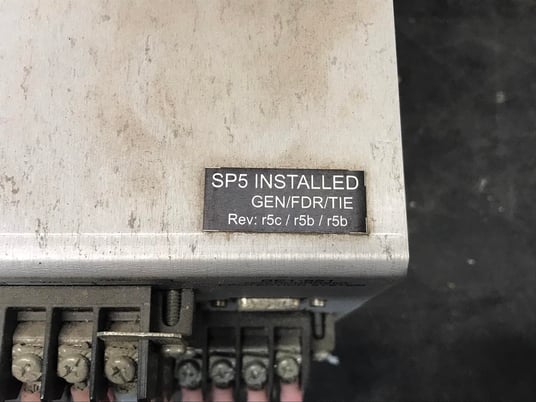 SP5 INSTALLED
GEN/FDR/TIE
Rev: r5c / r5b / r5b